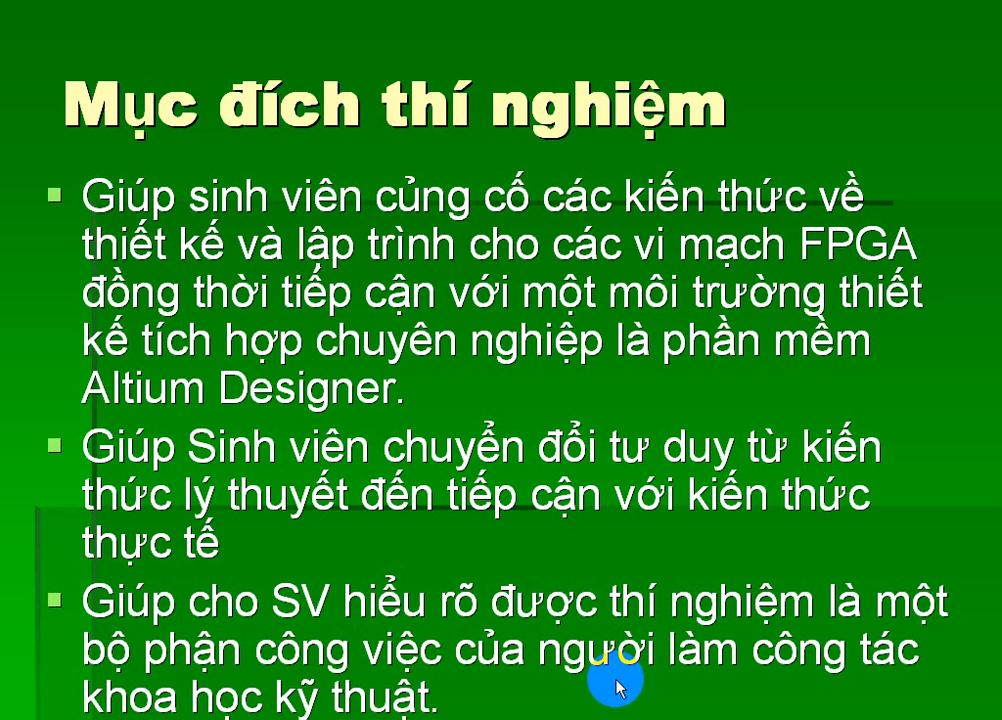 Mục đích thí nghiệm
Giúp sinh viên củng cố các kiến thức về
thiết kế và lập trình cho các vi mạch FPGA
đồng thời tiếp cận với một môi trường thiết
kế tích hợp chuyên nghiệp là phần mềm
Altium Designer.
Giúp Sinh viên chuyển đổi tư duy từ kiến
thức lý thuyết đến tiếp cận với kiến thức
thực tế
Giúp cho SV hiểu rõ được thí nghiệm là một
bộ phận công việc của người làm công tác
khoa học kỹ thuật.